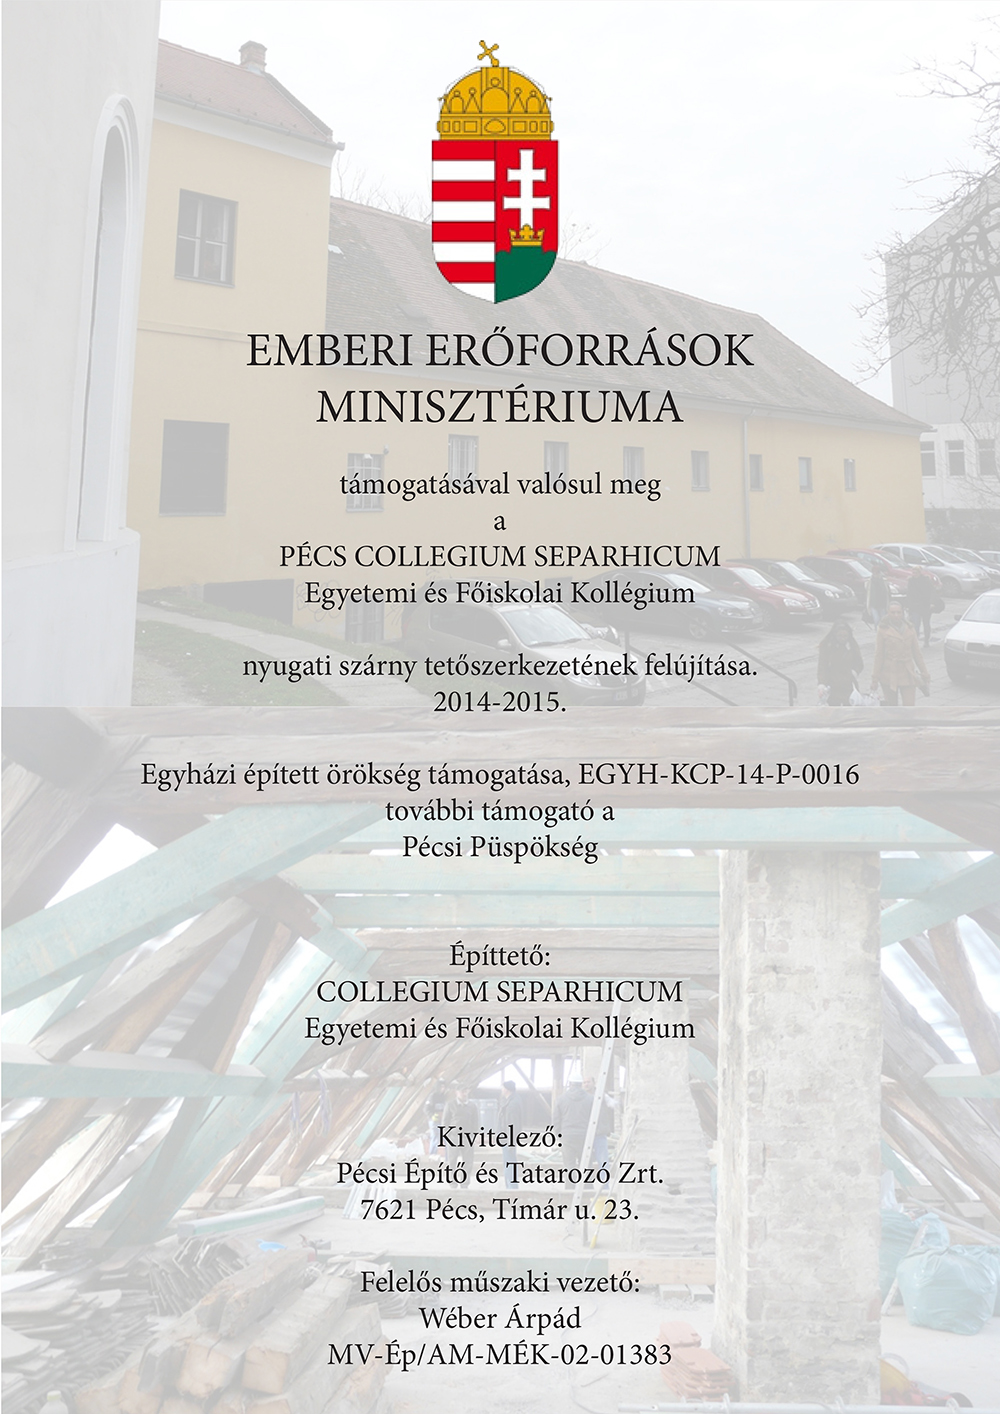 EMBERI ERŐFORRÁSOK
MINISZTÉRIUMA
támogatásával valósul meg
a
PÉCS COLLEGIUM SEPARHICUM
Egyetemi és Főiskolai Kollégium
nyugati szárny tetőszerkezetének felújítása.
2014-2015.
Egyházi épített örökség támogatása, EGYH-KCP-14-P-0016
további támogató a
Pécsi Püspökség
Építtető:
COLLEGIUM SEPARHICUM
Egyetemi és Főiskolai Kollégium
Kivitelező:
Pécsi Építő és Tatarozó Zrt.
7621 Pécs, Tímár u. 23.
Felelős műszaki vezető:
Wéber Árpád
MV-Ép/AM-MÉK-02-01383